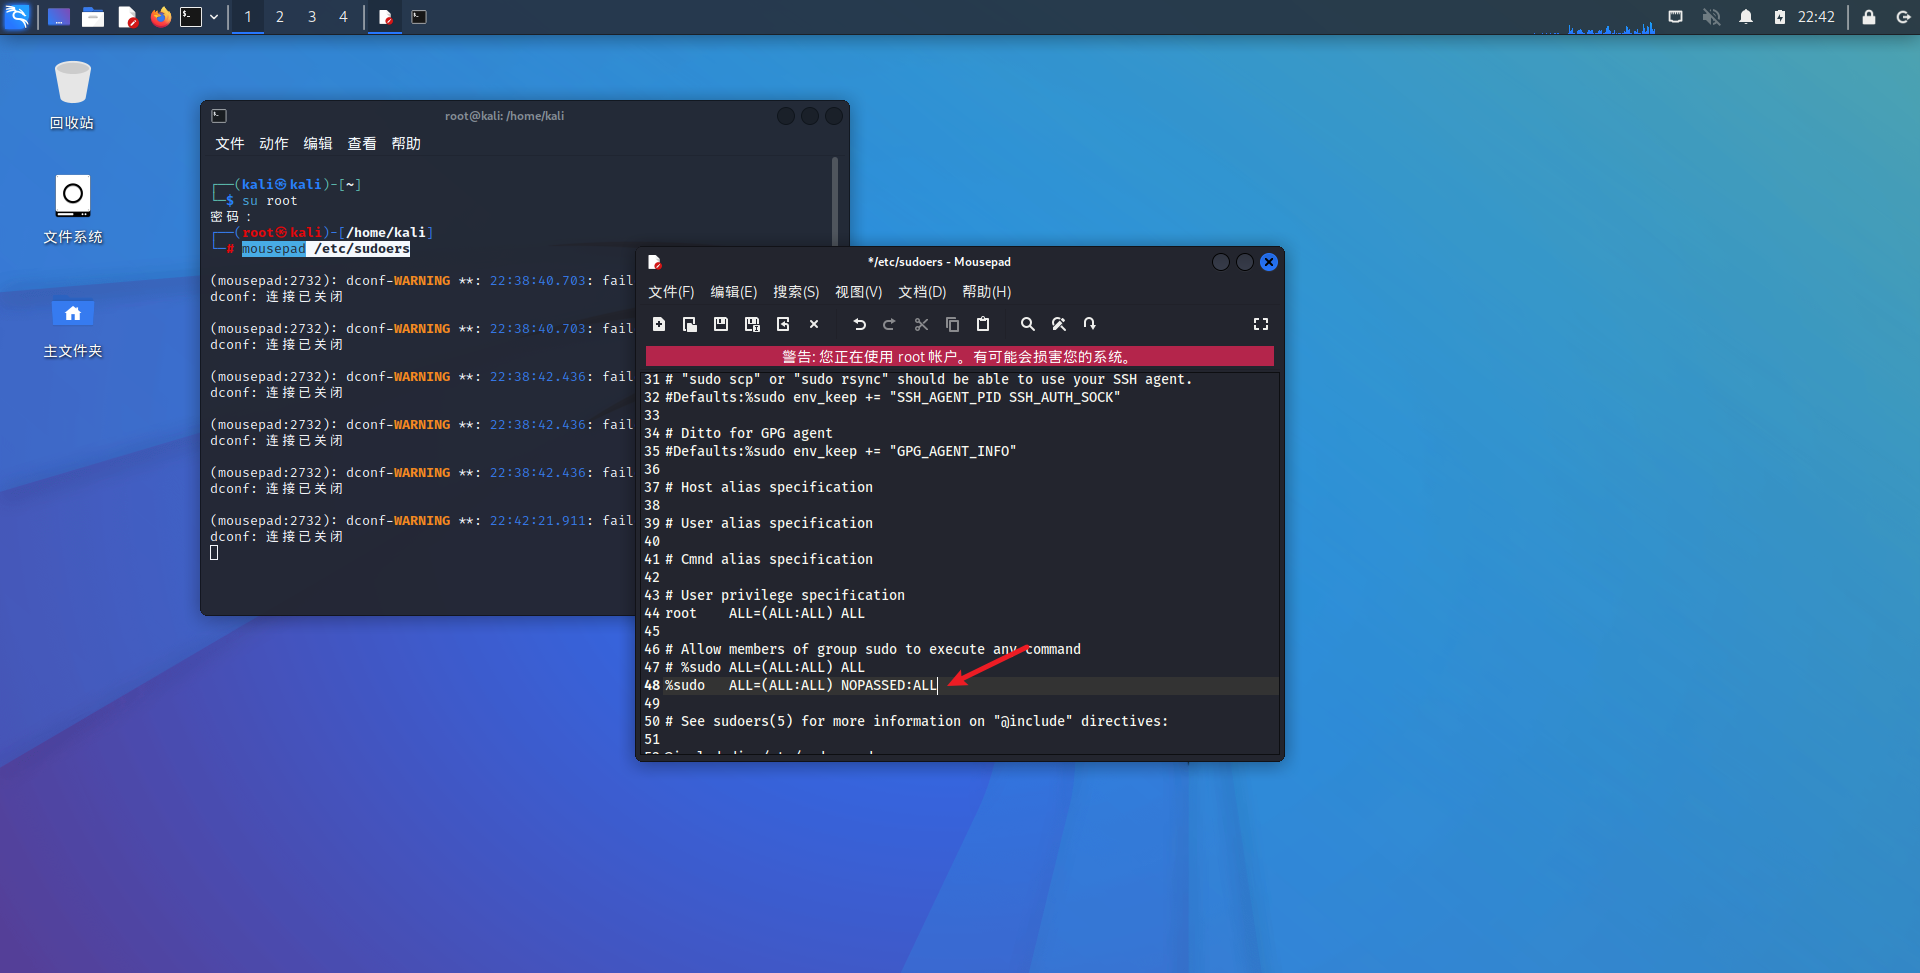 1 2 3 4
22:42
回收站
文件系统
主文件夹
root@kali: /home/kali
文件 动作 编辑 查看 帮助
┌──(kali㉿kali)-[~]
└─$ su root
密码：
┌──(root㉿kali)-[/home/kali]
└─# mousepad /etc/sudoers
(mousepad:2732): dconf-WARNING **: 22:38:40.703: fail
dconf: 连接已关闭
(mousepad:2732): dconf-WARNING **: 22:38:40.703: fail
dconf: 连接已关闭
(mousepad:2732): dconf-WARNING **: 22:38:42.436: fail
dconf: 连接已关闭
(mousepad:2732): dconf-WARNING **: 22:38:42.436: fail
dconf: 连接已关闭
(mousepad:2732): dconf-WARNING **: 22:38:42.436: fail
dconf: 连接已关闭
(mousepad:2732): dconf-WARNING **: 22:42:21.911: fail
dconf: 连接已关闭
*/etc/sudoers - Mousepad
文件(F) 编辑(E) 搜索(S) 视图(V) 文档(D) 帮助(H)
警告: 您正在使用 root 帐户。有可能会损害您的系统。
31 # "sudo scp" or "sudo rsync" should be able to use your SSH agent.
32 #Defaults:%sudo env_keep += "SSH_AGENT_PID SSH_AUTH_SOCK"
33
34 # Ditto for GPG agent
35 #Defaults:%sudo env_keep += "GPG_AGENT_INFO"
36
37 # Host alias specification
38
39 # User alias specification
40
41 # Cmnd alias specification
42
43 # User privilege specification
44 root    ALL=(ALL:ALL) ALL
45
46 # Allow members of group sudo to execute any command
47 # %sudo ALL=(ALL:ALL) ALL
48 %sudo   ALL=(ALL:ALL) NOPASSED:ALL
49
50 # See sudoers(5) for more information on "@include" directives:
51